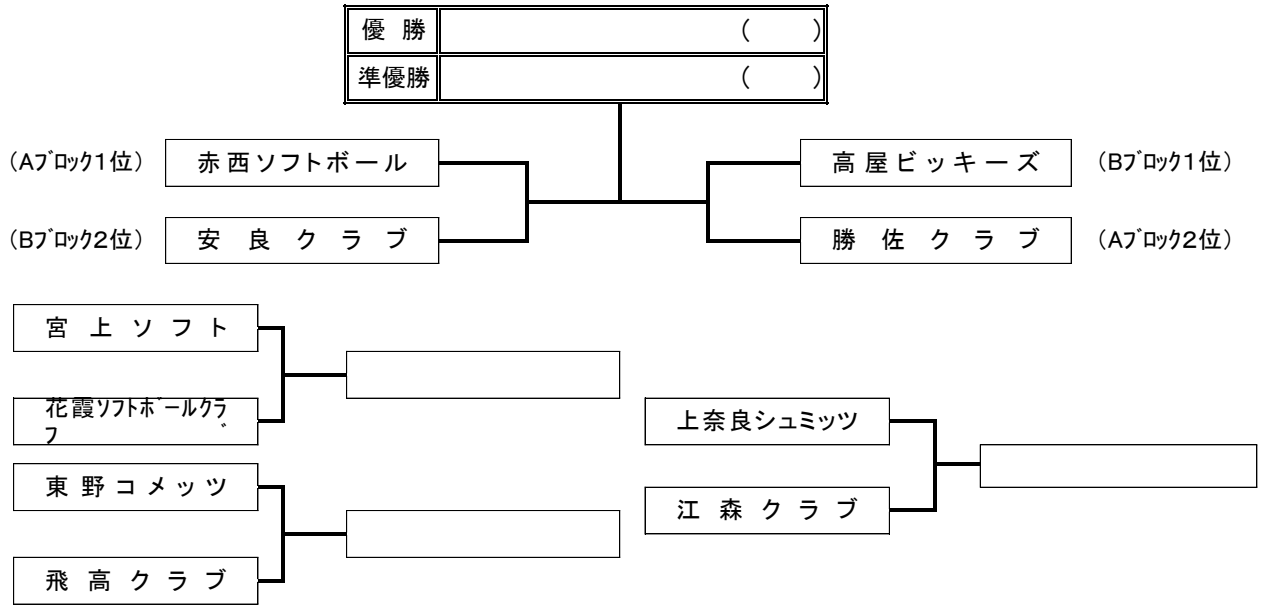 優 勝 ( )
準優勝 ( )
(Aブロック1位) 赤西ソフトボール 高屋ビッキーズ (Bブロック1位)
(Bブロック2位) 安良クラブ 勝佐クラブ (Aブロック2位)
宮上ソフト
花霞ソフトボールクラ
ブ
上奈良シュミッツ
東野コメッツ
江森クラブ
飛高クラブ